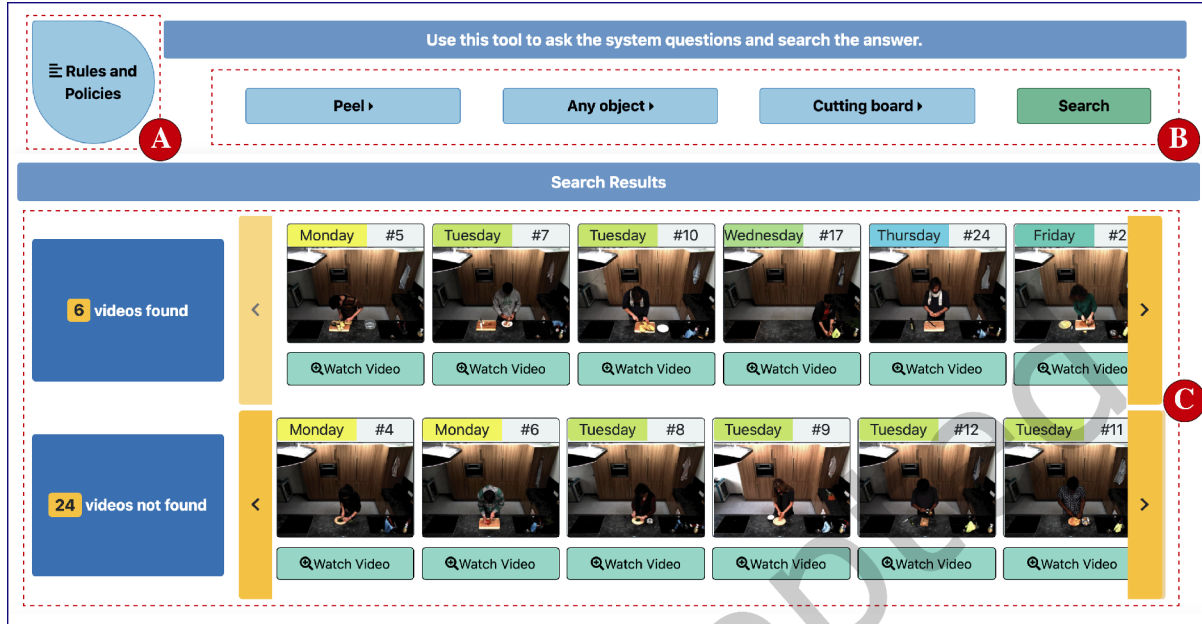 Use this tool to ask the system questions and search the answer.
Rules and
Policies
A
Peel
Any object
Cutting board
Search
B
Search Results
6 videos found
Monday #5
Tuesday #7
Tuesday #10
Wednesday #17
Thursday #24
Friday #2
Watch Video
Watch Video
Watch Video
Watch Video
Watch Video
Watch Video
C
24 videos not found
Monday #4
Monday #6
Tuesday #8
Tuesday #9
Tuesday #12
Tuesday #11
Watch Video
Watch Video
Watch Video
Watch Video
Watch Video
Watch Video